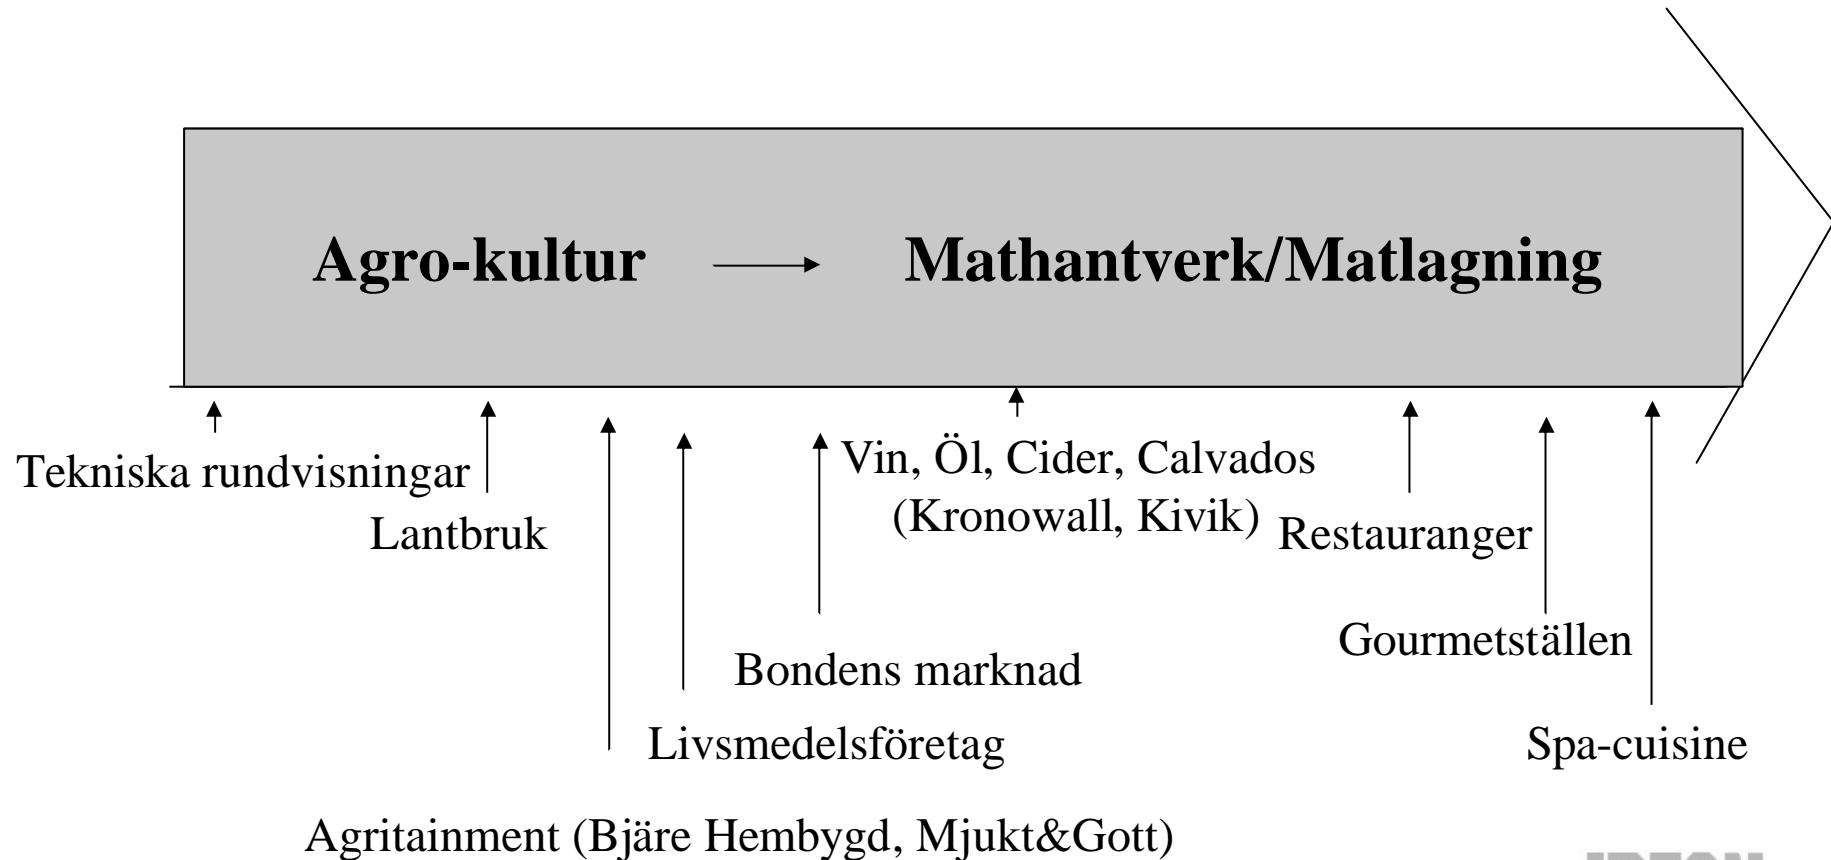 Agro-kultur
Mathantverk/Matlagning
Tekniska rundvisningar
Lantbruk
Vin, Öl, Cider, Calvados
(Kronowall, Kivik)
Restauranger
Gourmetställen
Bondens marknad
Livsmedelsföretag
Spa-cuisine
Agritainment (Bjäre Hembygd, Mjukt&Gott)